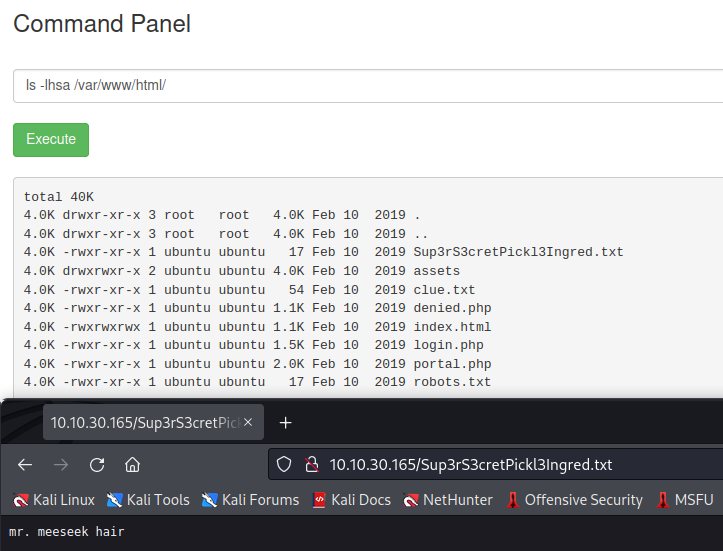 Command Panel
ls -lhsa /var/www/html/
Execute
total 40K
4.0K drwxr-xr-x 3 root   root   4.0K Feb 10  2019 .
4.0K drwxr-xr-x 3 root   root   4.0K Feb 10  2019 ..
4.0K -rwxr-xr-x 1 ubuntu ubuntu   17 Feb 10  2019 Sup3rS3cretPickl3Ingred.txt
4.0K drwxrwxr-x 2 ubuntu ubuntu 4.0K Feb 10  2019 assets
4.0K -rwxr-xr-x 1 ubuntu ubuntu   54 Feb 10  2019 clue.txt
4.0K -rwxr-xr-x 1 ubuntu ubuntu 1.1K Feb 10  2019 denied.php
4.0K -rwxrwxrwx 1 ubuntu ubuntu 1.1K Feb 10  2019 index.html
4.0K -rwxr-xr-x 1 ubuntu ubuntu 1.5K Feb 10  2019 login.php
4.0K -rwxr-xr-x 1 ubuntu ubuntu 2.0K Feb 10  2019 portal.php
4.0K -rwxr-xr-x 1 ubuntu ubuntu   17 Feb 10  2019 robots.txt
10.10.30.165/Sup3rS3cretPic
10.10.30.165/Sup3rS3cretPickl3Ingred.txt
Kali Linux Kali Tools Kali Forums Kali Docs NetHunter Offensive Security MSFU
mr. meeseek hair